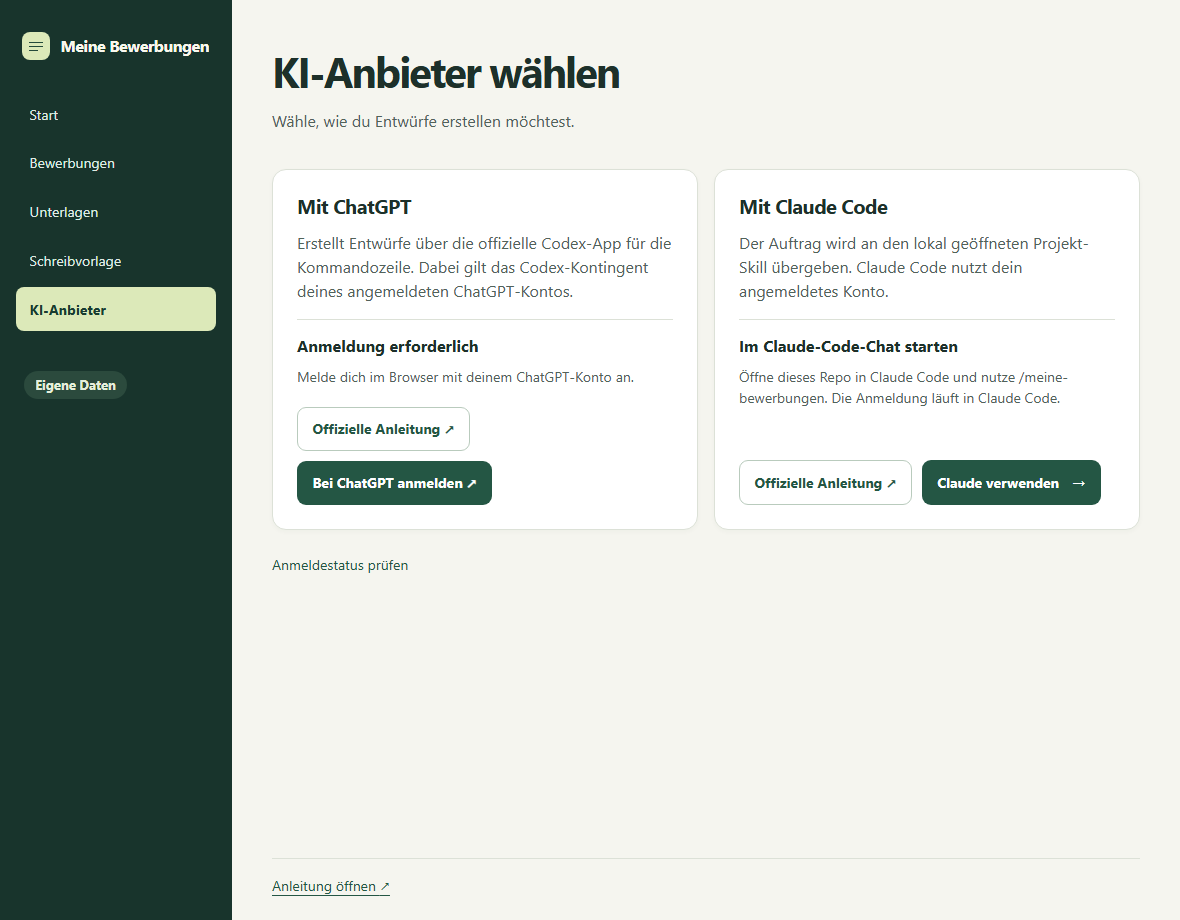 Meine Bewerbungen
Start
Bewerbungen
Unterlagen
Schreibvorlage
KI-Anbieter
Eigene Daten
KI-Anbieter wählen
Wähle, wie du Entwürfe erstellen möchtest.
Mit ChatGPT
Erstellt Entwürfe über die offizielle Codex-App für die
Kommandozeile. Dabei gilt das Codex-Kontingent
deines angemeldeten ChatGPT-Kontos.
Anmeldung erforderlich
Melde dich im Browser mit deinem ChatGPT-Konto an.
Offizielle Anleitung ↗
Bei ChatGPT anmelden ↗
Mit Claude Code
Der Auftrag wird an den lokal geöffneten Projekt-
Skill übergeben. Claude Code nutzt dein
angemeldetes Konto.
Im Claude-Code-Chat starten
Öffne dieses Repo in Claude Code und nutze /meine-
bewerbungen. Die Anmeldung läuft in Claude Code.
Offizielle Anleitung ↗
Claude verwenden →
Anmeldestatus prüfen
Anleitung öffnen ↗